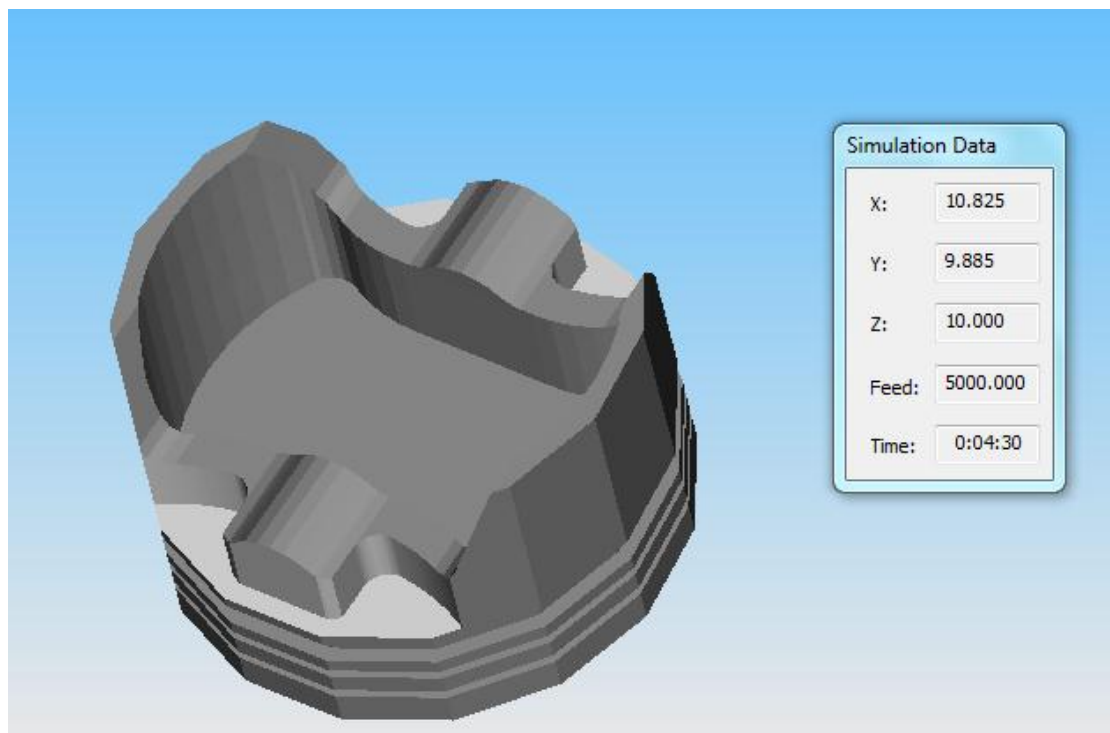 Simulation Data
X: 10.825
Y: 9.885
Z: 10.000
Feed: 5000.000
Time: 0:04:30